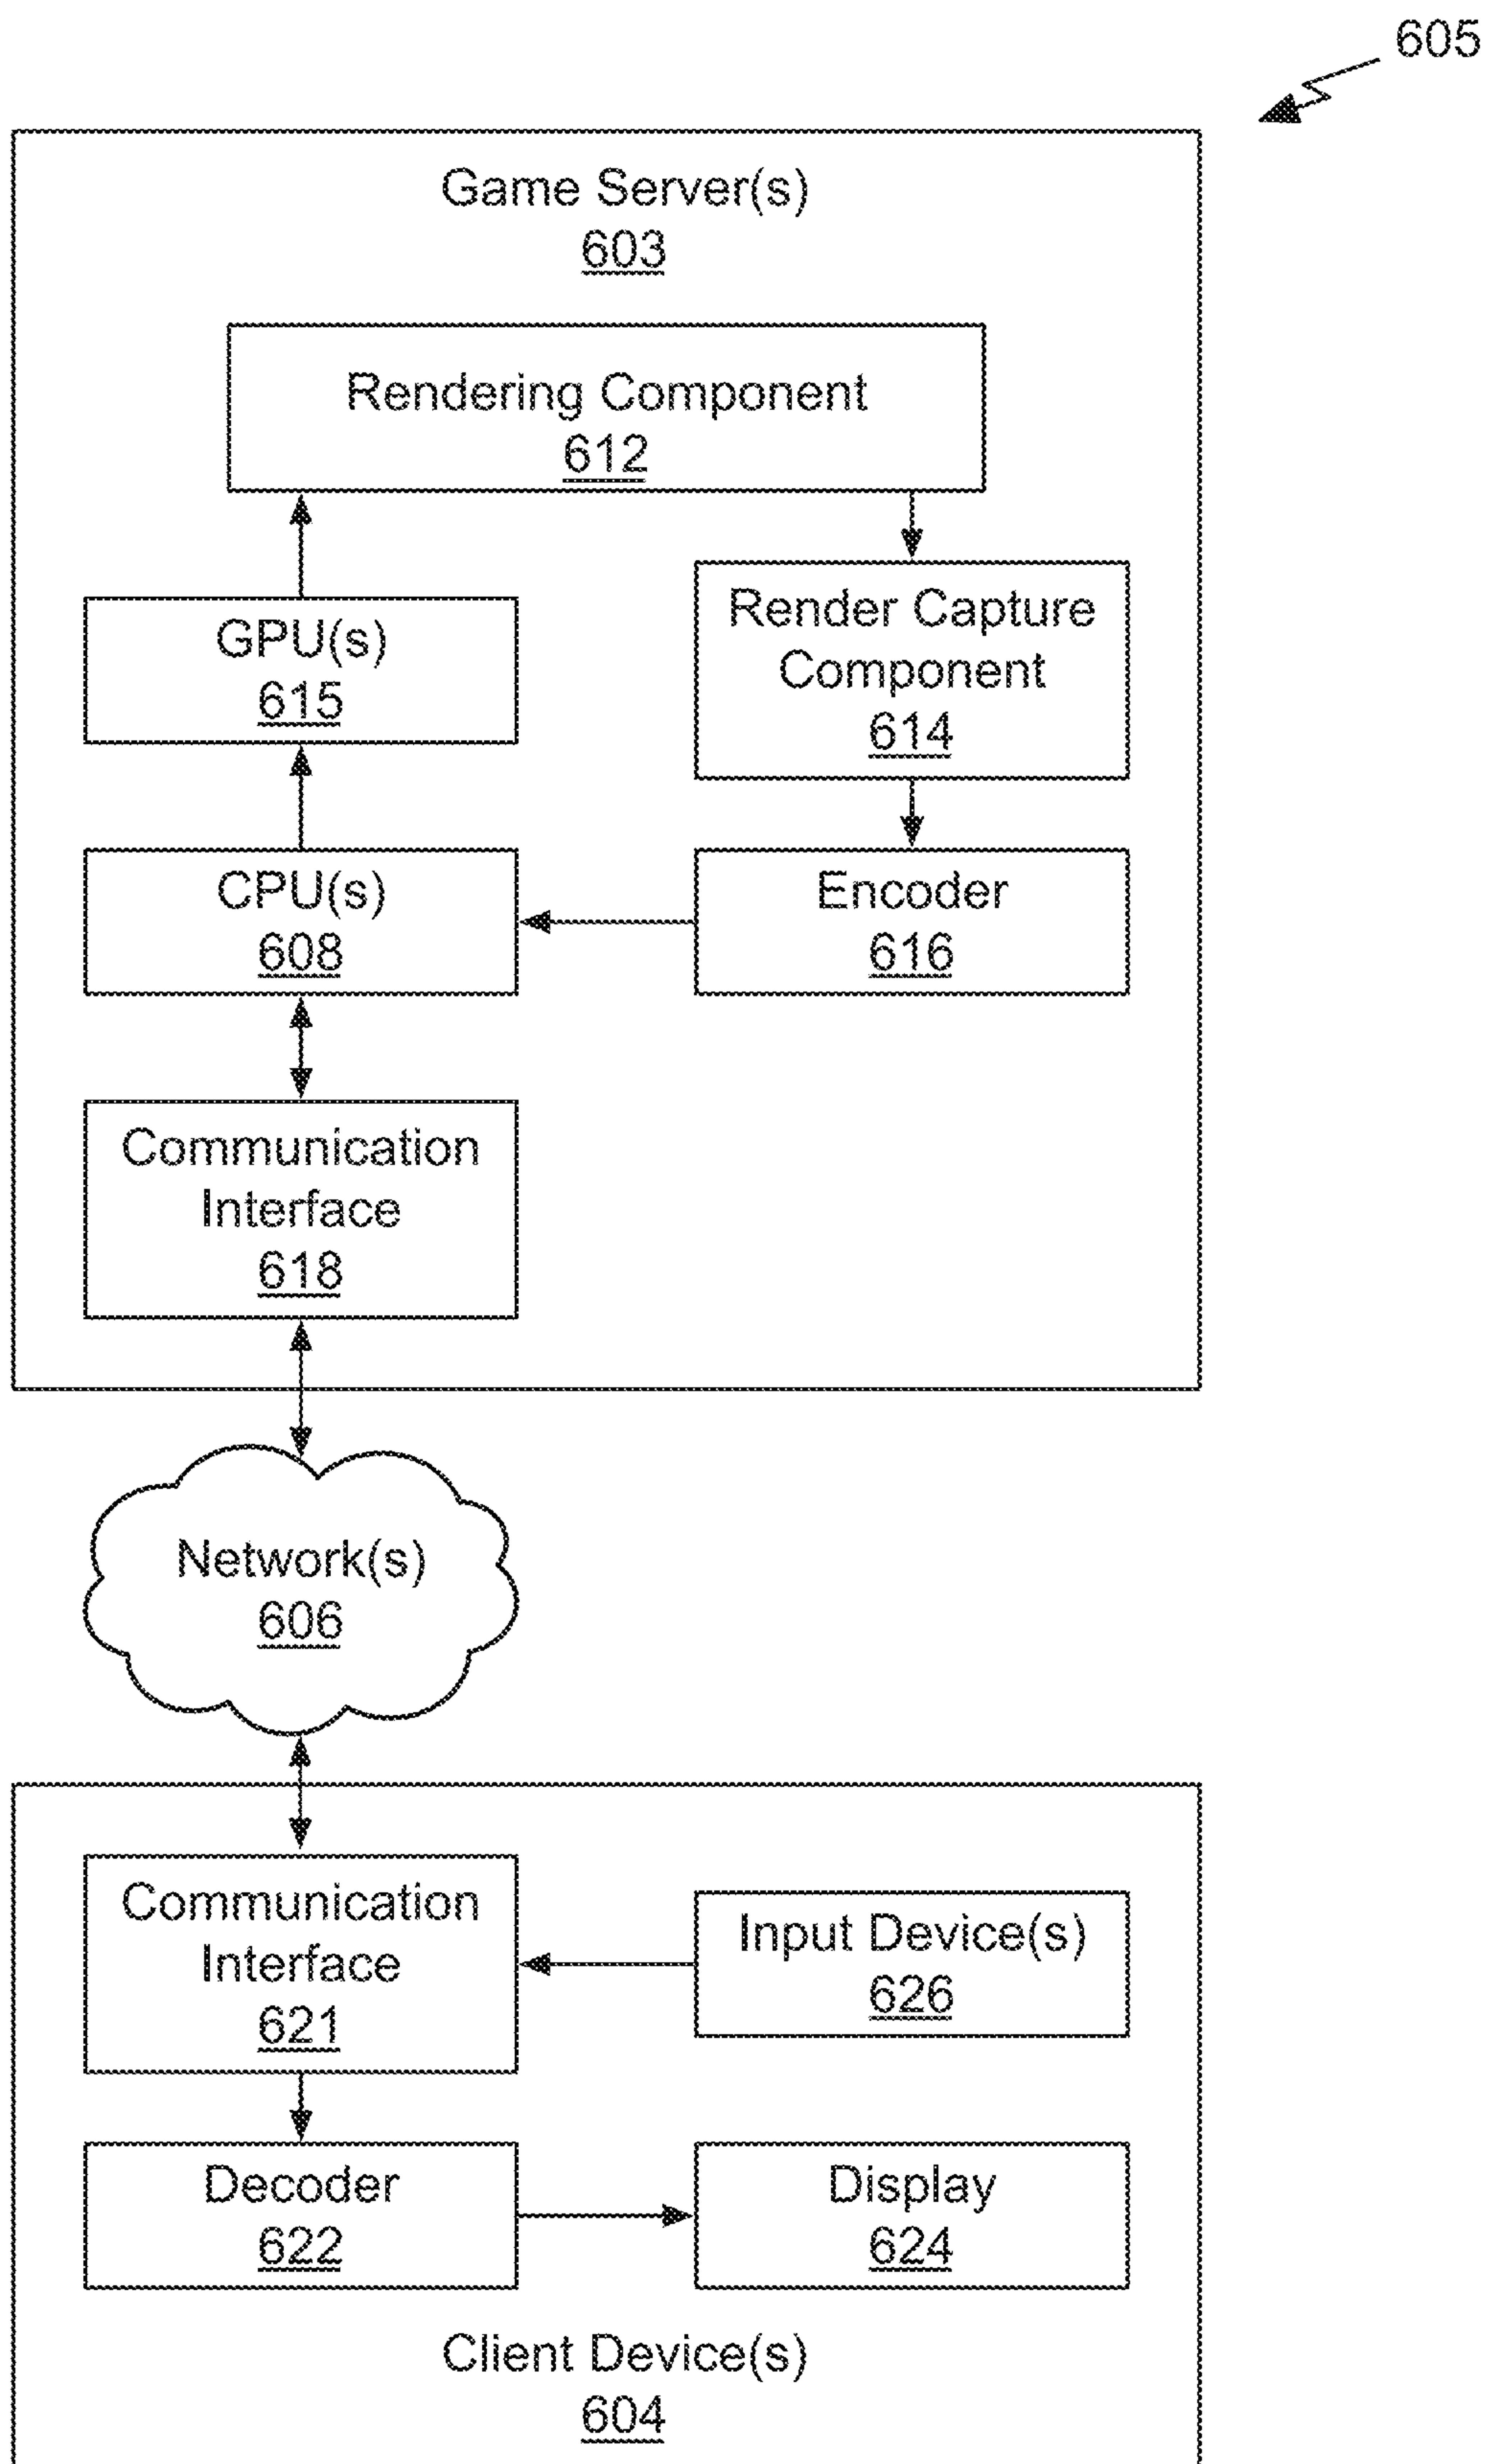 605
Game Server(s)
603
Rendering Component
612
GPU(s)
615
Render Capture
Component
614
CPU(s)
608
Encoder
616
Communication
Interface
618
Network(s)
606
Communication
Interface
621
Input Device(s)
626
Decoder
622
Display
624
Client Device(s)
604